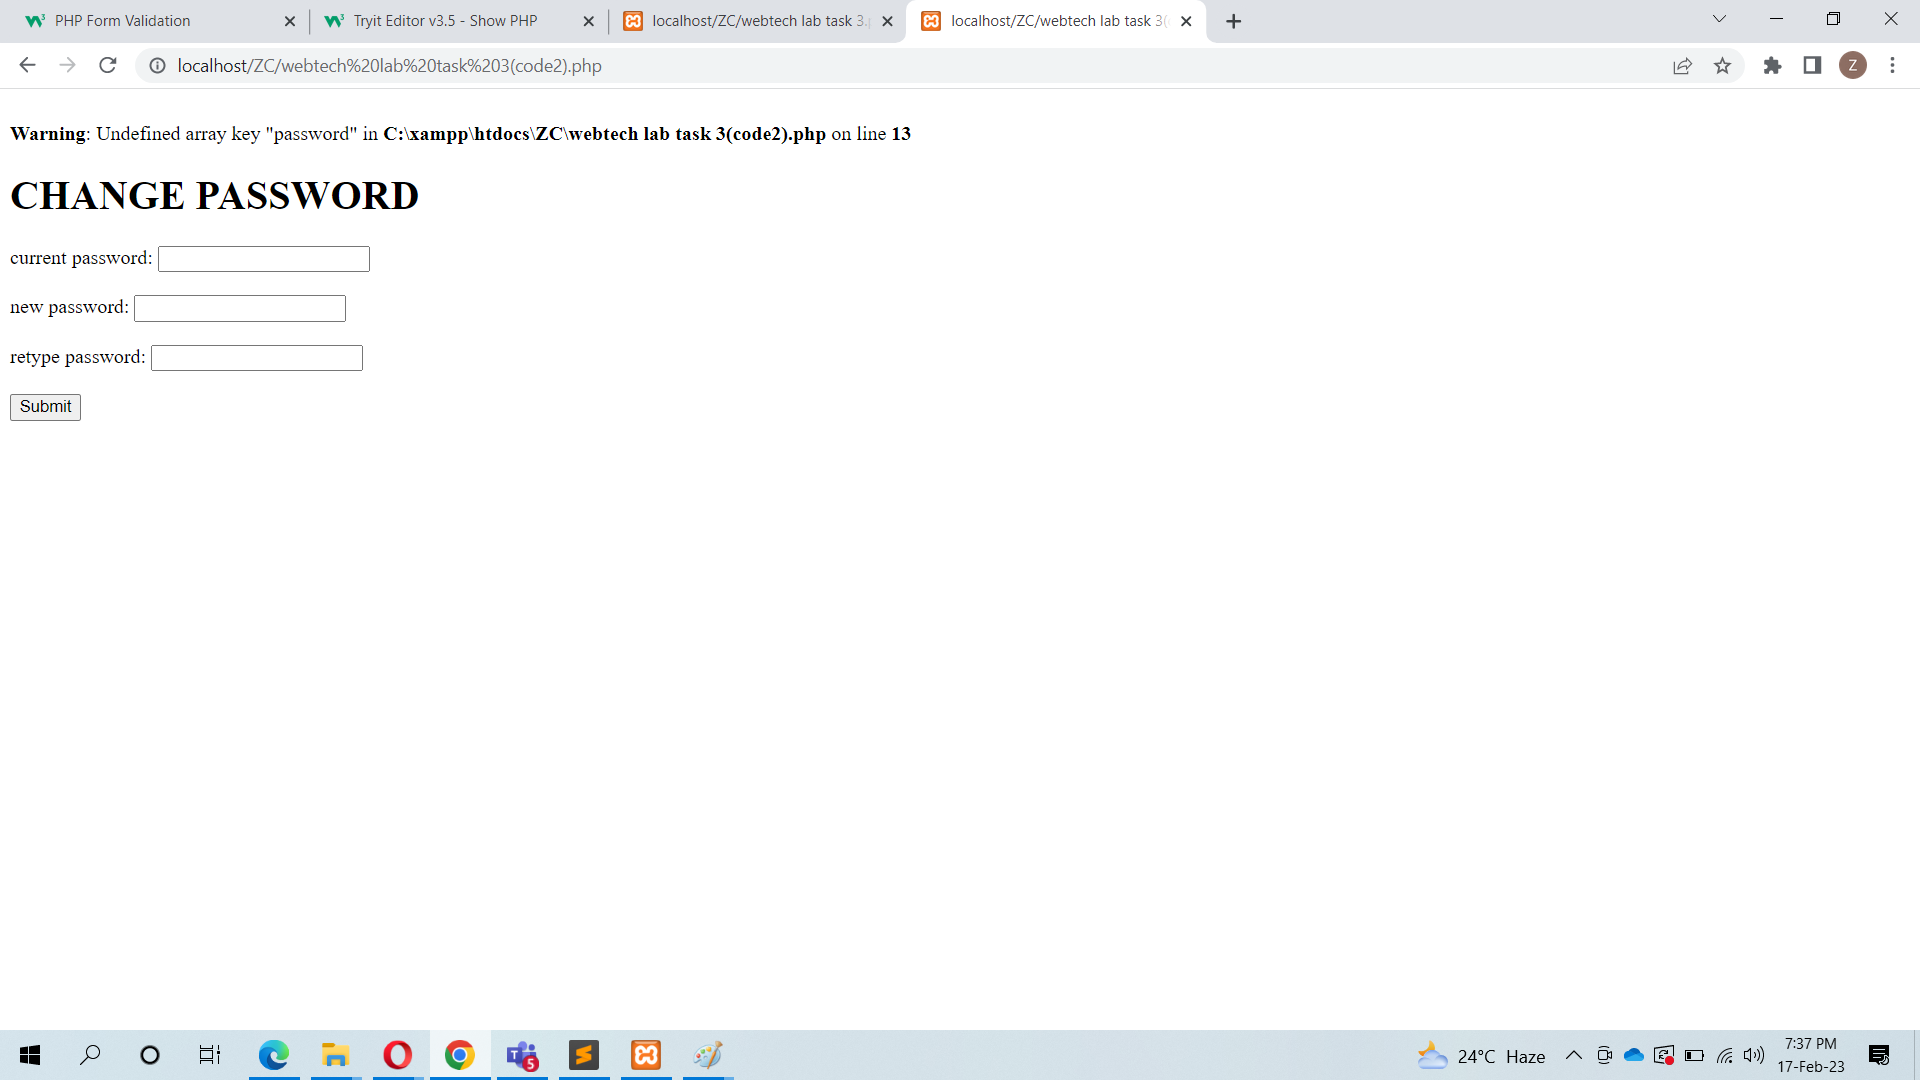 PHP Form Validation
Tryit Editor v3.5 - Show PHP
localhost/ZC/webtech lab task 3.p
localhost/ZC/webtech lab task 3(
localhost/ZC/webtech%20lab%20task%203(code2).php
Z
Warning: Undefined array key "password" in C:\xampp\htdocs\ZC\webtech lab task 3(code2).php on line 13
CHANGE PASSWORD
current password:
new password:
retype password:
Submit
24°C Haze
7:37 PM
17-Feb-23
5
3